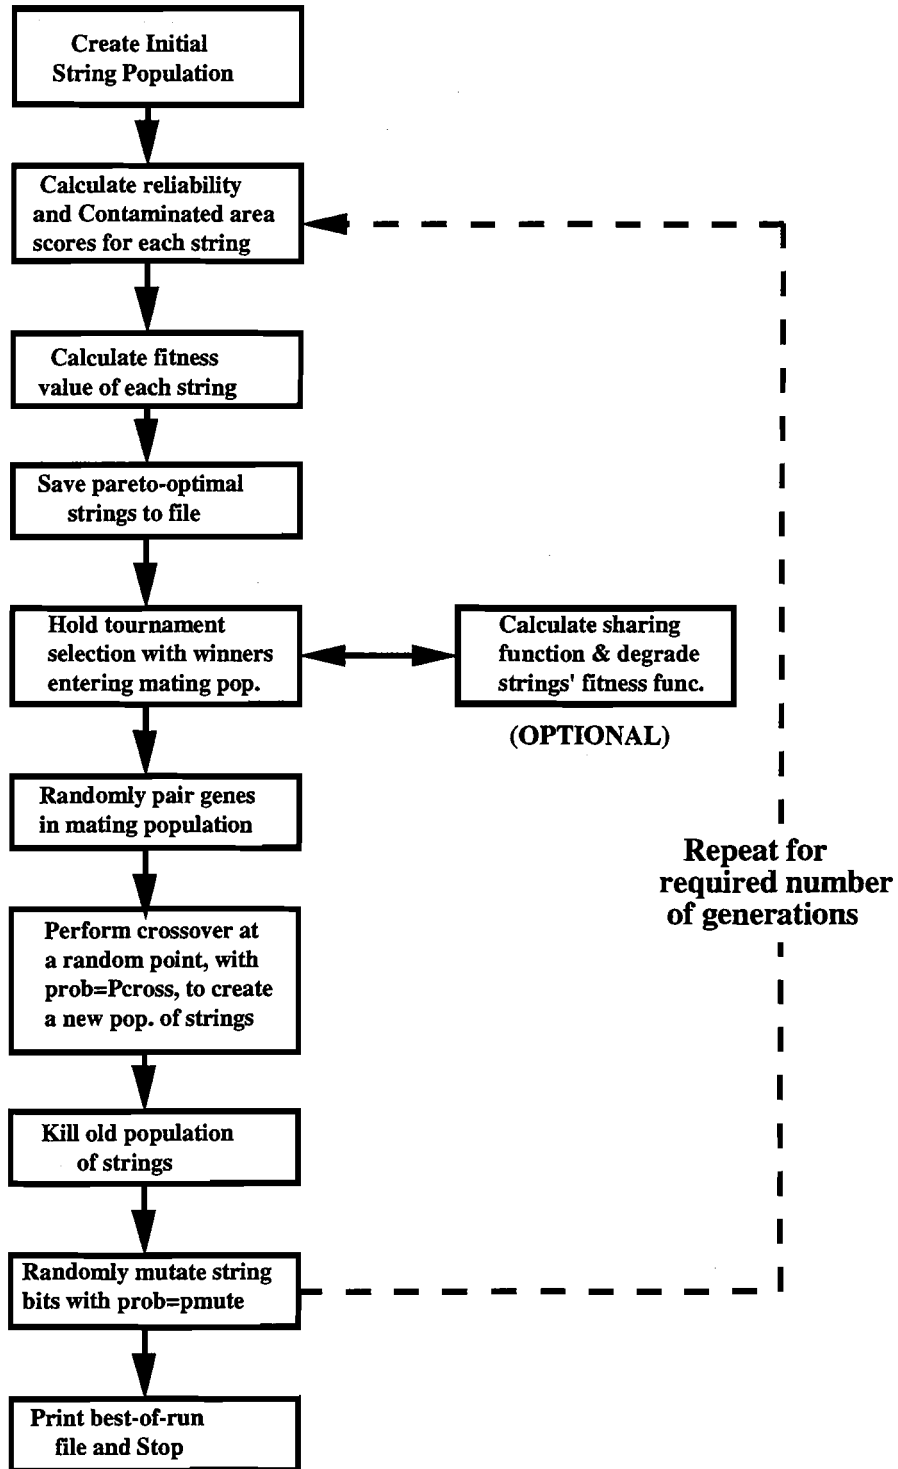 Create Initial
String Population
Calculate reliability
and Contaminated area
scores for each string
Calculate fitness
value of each string
Save pareto-optimal
strings to file
Hold tournament
selection with winners
entering mating pop.
Calculate sharing
function & degrade
strings' fitness func.
(OPTIONAL)
Randomly pair genes
in mating population
Repeat for
required number
of generations
Perform crossover at
a random point, with
prob=Pcross, to create
a new pop. of strings
Kill old population
of strings
Randomly mutate string
bits with prob=pmute
Print best-of-run
file and Stop